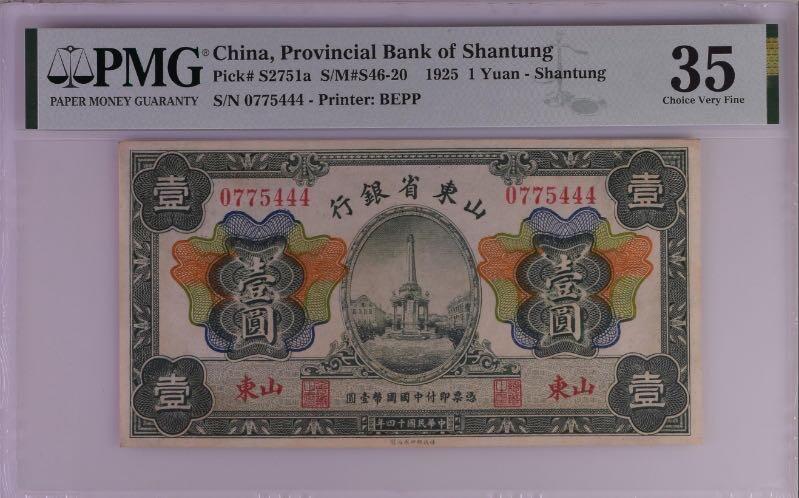 PMG®
PAPER MONEY GUARANTY
China, Provincial Bank of Shantung
Pick# S2751a S/M#S46-20 1925 1 Yuan - Shantung
S/N 0775444 - Printer: BEPP
35
Choice Very Fine
壹
壹
0775444
行銀省東山
0775444
壹圓
壹圓
東山
東山
圓壹幣國國中付即票憑
壹
壹
年四十國民華中